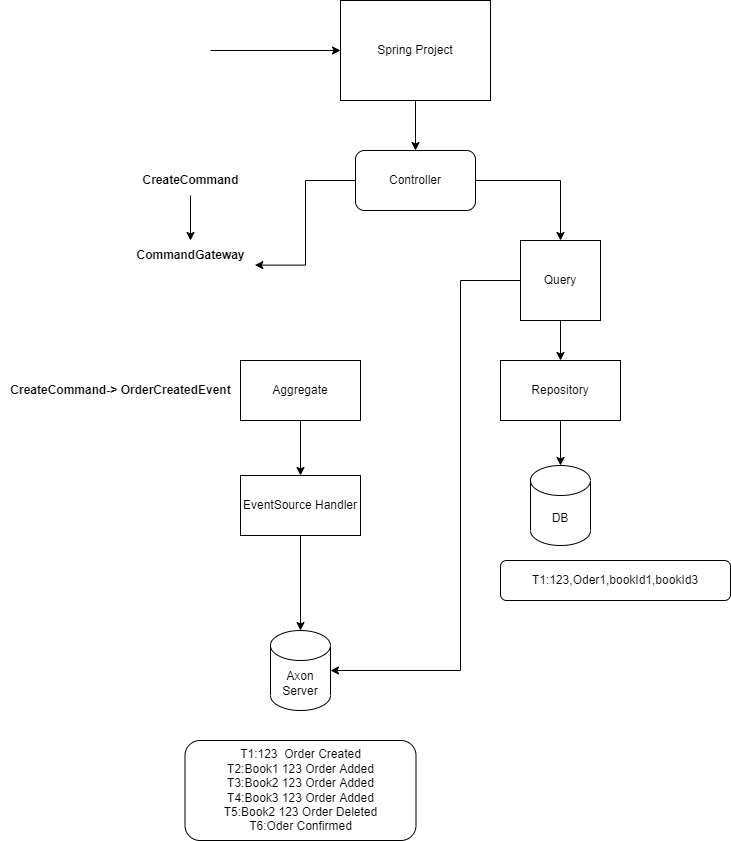 Spring Project
Controller
CreateCommand
CommandGateway
Query
CreateCommand-> OrderCreatedEvent
Aggregate
Repository
EventSource Handler
DB
T1:123,Oder1,bookId1,bookId3
Axon
Server
T1:123  Order Created
T2:Book1 123 Order Added
T3:Book2 123 Order Added
T4:Book3 123 Order Added
T5:Book2 123 Order Deleted
T6:Oder Confirmed